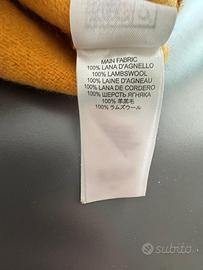 MAIN FABRIC
100% LANA D'AGNELLO
100% LAMBSWOOL
100% LAINE D'AGNEAU
100% LANA DE CORDERO
100% ШЕРСТЬ ЯГНЯКА
100% 羊羔毛
100% ラムズウール
subito